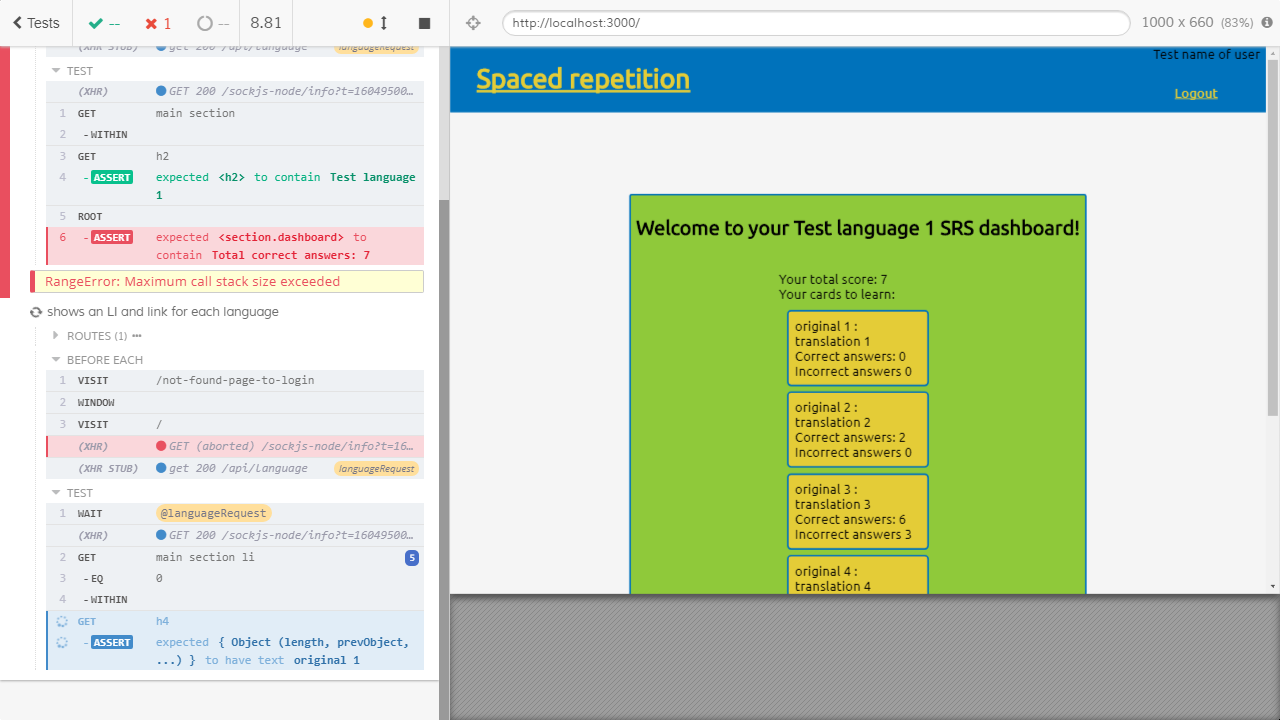 Tests
--
1
--
8.81
http://localhost:3000/
1000 x 660 (83%)
(XHR STUB) get 200 /api/language languageRequest
TEST
(XHR) GET 200 /sockjs-node/info?t=16049500…
1 GET main section
2 - WITHIN
3 GET h2
4 - ASSERT expected <h2> to contain Test language
1
5 ROOT
6 - ASSERT expected <section.dashboard> to
contain Total correct answers: 7
RangeError: Maximum call stack size exceeded
shows an LI and link for each language
ROUTES (1) •••
BEFORE EACH
1 VISIT /not-found-page-to-login
2 WINDOW
3 VISIT /
(XHR) GET (aborted) /sockjs-node/info?t=16…
(XHR STUB) get 200 /api/language languageRequest
TEST
1 WAIT @languageRequest
(XHR) GET 200 /sockjs-node/info?t=16049500…
2 GET main section li 5
3 - EQ 0
4 - WITHIN
GET h4
- ASSERT expected { Object (length, prevObject,
...) } to have text original 1
Test name of user
Spaced repetition
Logout
Welcome to your Test language 1 SRS dashboard!
Your total score: 7
Your cards to learn:
original 1 :
translation 1
Correct answers: 0
Incorrect answers 0
original 2 :
translation 2
Correct answers: 2
Incorrect answers 0
original 3 :
translation 3
Correct answers: 6
Incorrect answers 3
original 4 :
translation 4